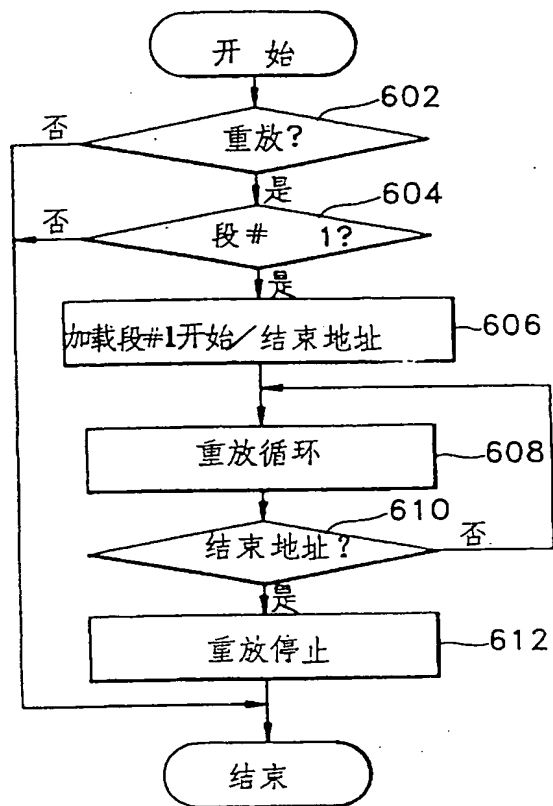 开始
602
否
重放?
是
604
否
段# 1?
是
加载段#1开始/结束地址
606
重放循环
608
610
结束地址?
否
是
重放停止
612
结束